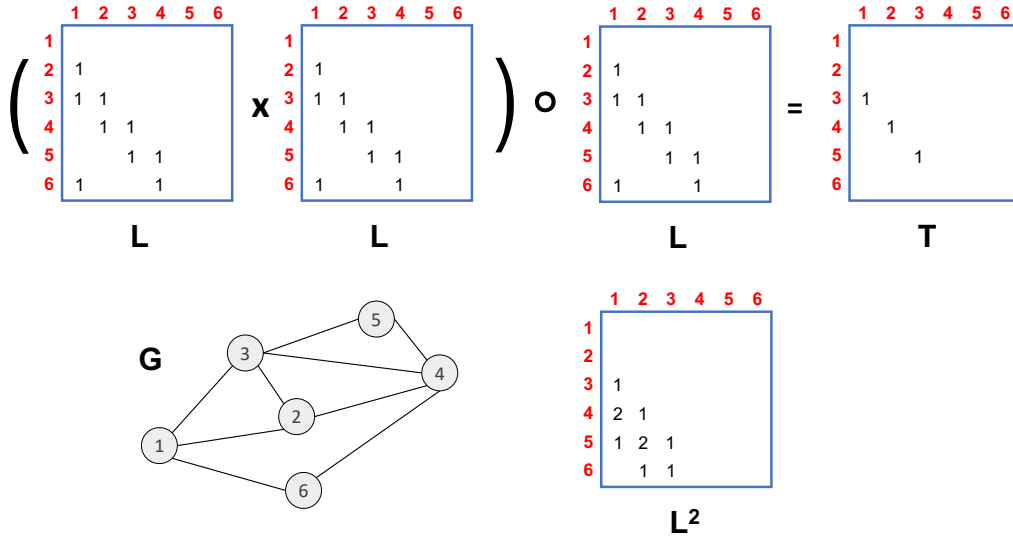 1 2 3 4 5 6 1 2 3 4 5 6 1 2 3 4 5 6 1 2 3 4 5 6
1 1 1 1
( 2 1 2 1 ) 2 1 2
3 1 1 x 3 1 1 O 3 1 1 = 3 1
4 1 1 4 1 1 4 1 1 4 1
5 1 1 5 1 1 5 1 1 5 1
6 1 1 6 1 1 6 1 1 6
L L L T
G
1
2
3
4
5
6
1 2 3 4 5 6
1
2
3 1
4 2 1
5 1 2 1
6 1 1
L²